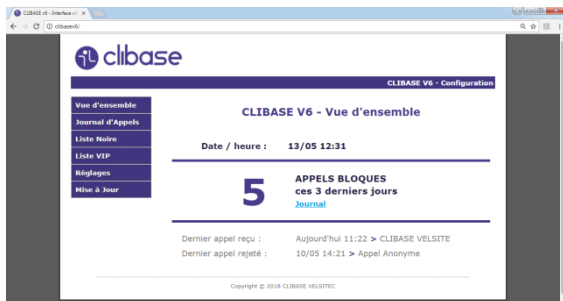 CLIBASE v6 - Interface ut
clibasev6/
clibase
CLIBASE V6 - Configuration
Vue d'ensemble
Journal d'Appels
Liste Noire
Liste VIP
Réglages
Mise à Jour
CLIBASE V6 - Vue d'ensemble
Date / heure : 13/05 12:31
5
APPELS BLOQUES
ces 3 derniers jours
Journal
Dernier appel reçu : Aujourd'hui 11:22 > CLIBASE VELSITE
Dernier appel rejeté : 10/05 14:21 > Appel Anonyme
Copyright © 2018 CLIBASE VELSITEC